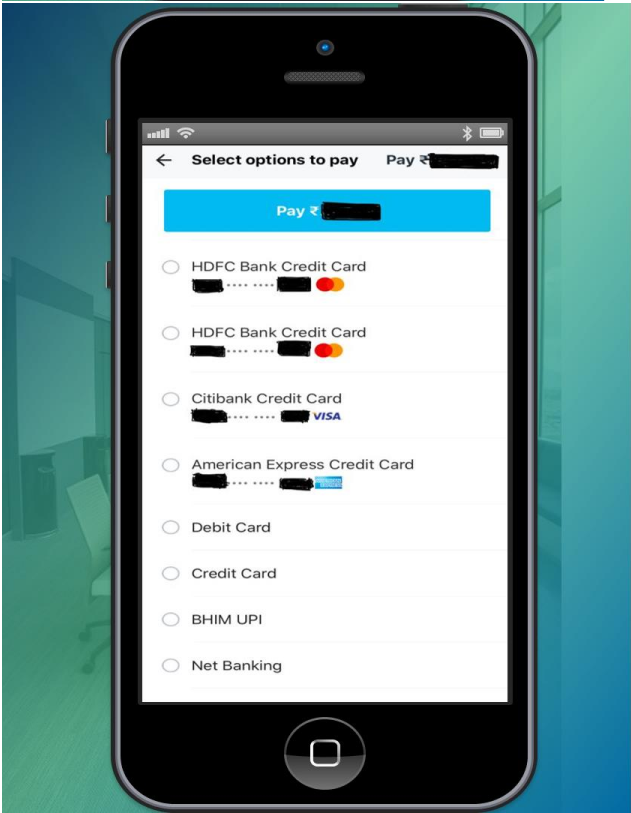 Select options to pay Pay ₹
Pay ₹
HDFC Bank Credit Card
.... ....
HDFC Bank Credit Card
.... ....
Citibank Credit Card
.... .... VISA
American Express Credit Card
.... ....
Debit Card
Credit Card
BHIM UPI
Net Banking